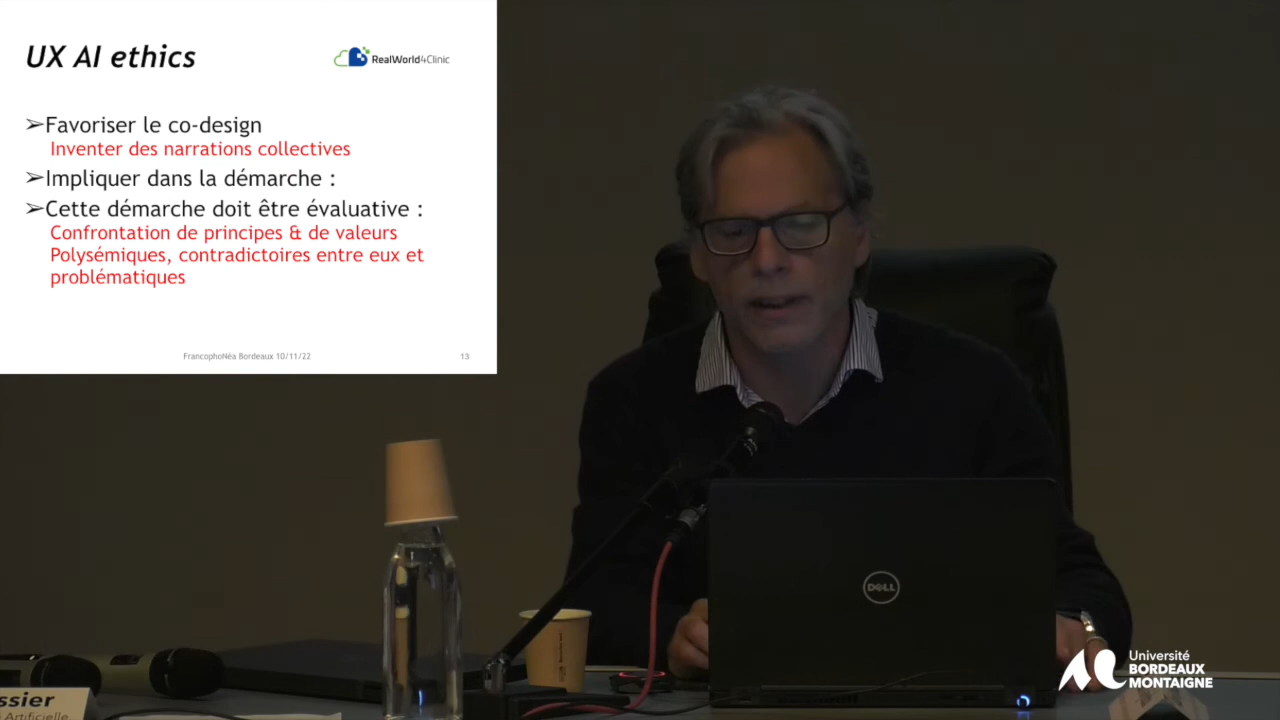 UX AI ethics
RealWorld4Clinic
➢Favoriser le co-design
Inventer des narrations collectives
➢Impliquer dans la démarche :
➢Cette démarche doit être évaluative :
Confrontation de principes & de valeurs
Polysémiques, contradictoires entre eux et
problématiques
FrancophoNéa Bordeaux 10/11/22
13
DELL
Université
BORDEAUX
MONTAIGNE
ssier
Artificielle